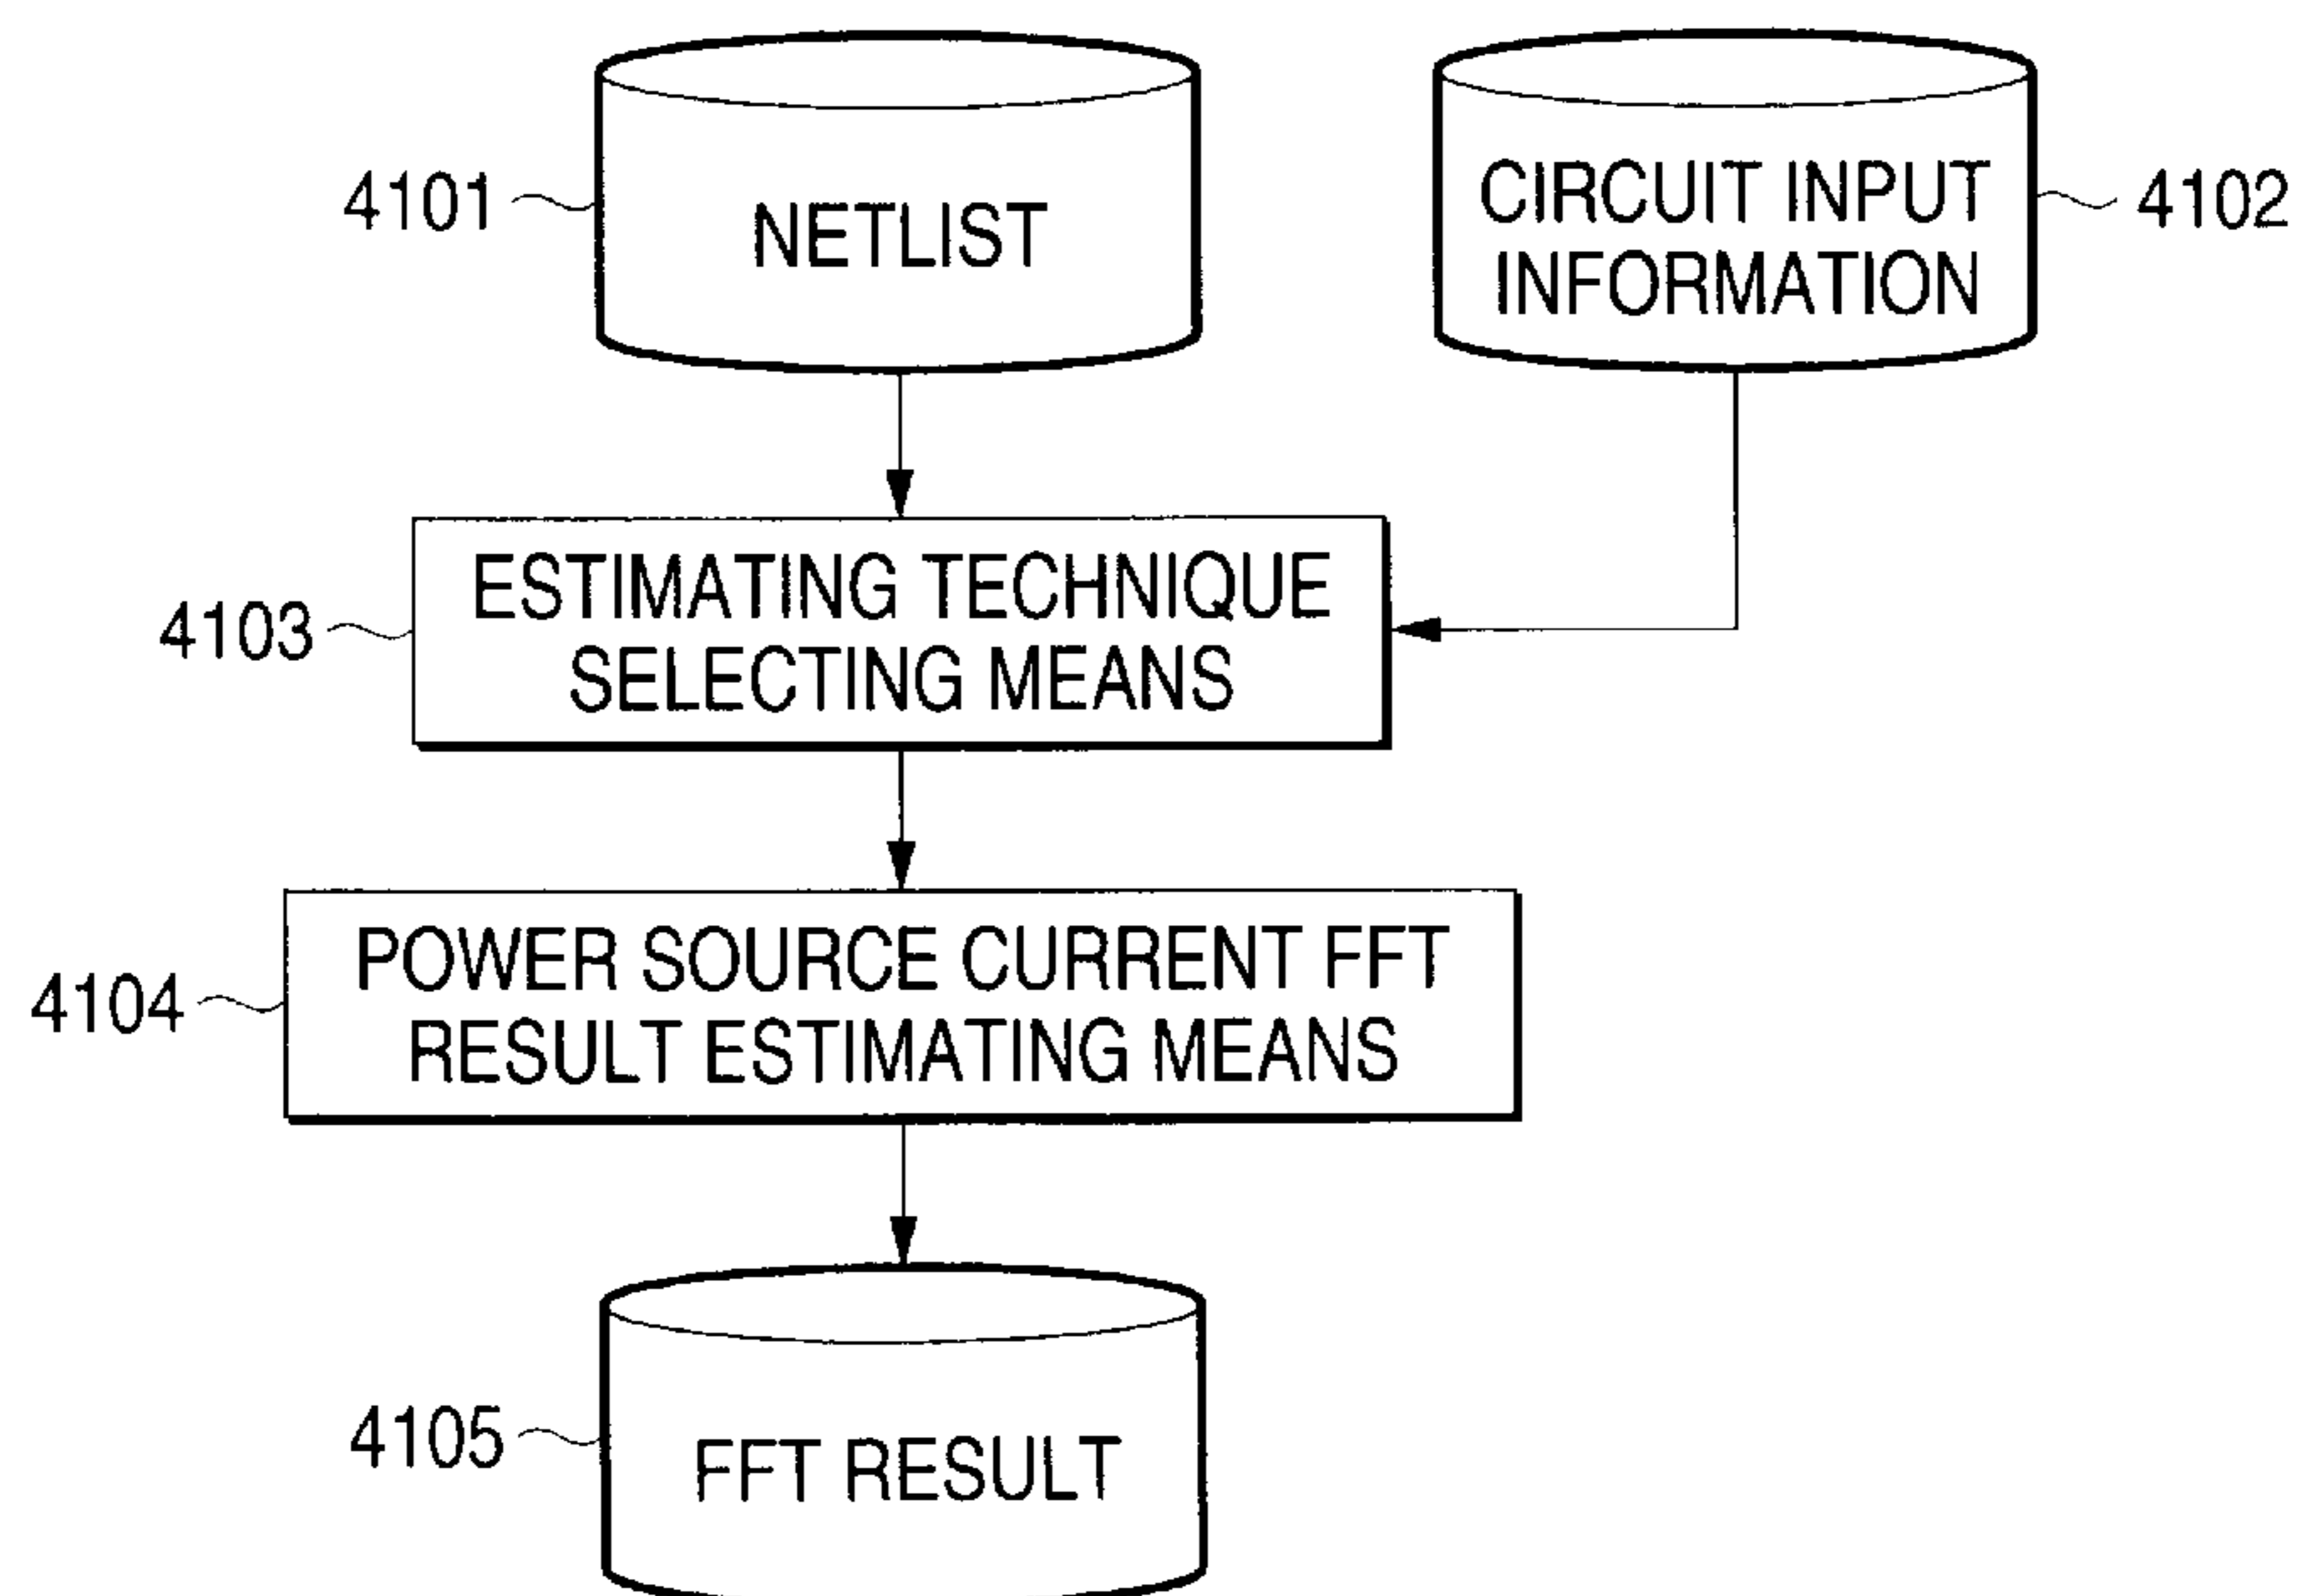 4101
NETLIST
CIRCUIT INPUT
INFORMATION
4102
4103
ESTIMATING TECHNIQUE
SELECTING MEANS
4104
POWER SOURCE CURRENT FFT
RESULT ESTIMATING MEANS
4105
FFT RESULT